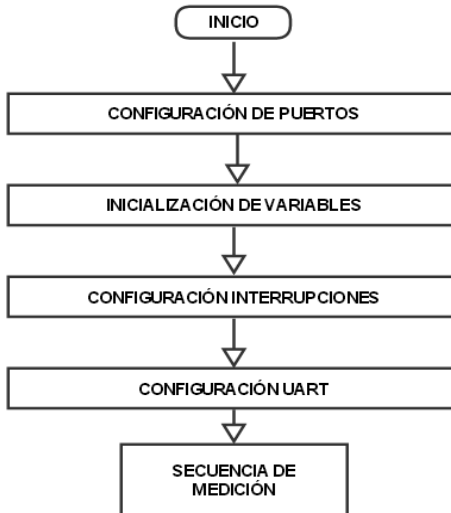 INICIO
CONFIGURACIÓN DE PUERTOS
INICIALIZACIÓN DE VARIABLES
CONFIGURACIÓN INTERRUPCIONES
CONFIGURACIÓN UART
SECUENCIA DE
MEDICIÓN